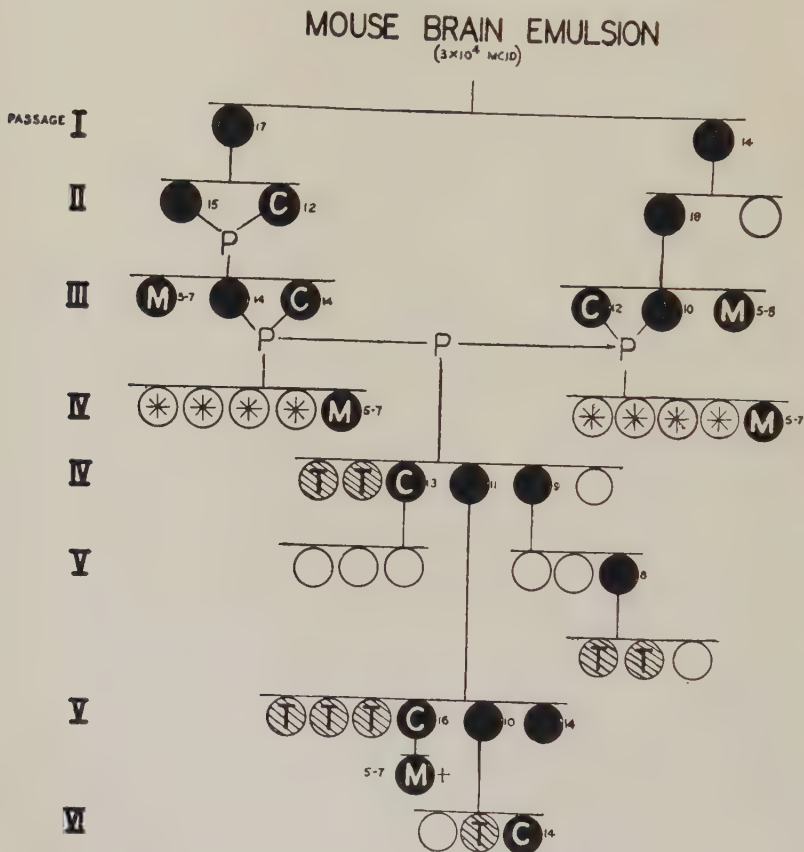 MOUSE BRAIN EMULSION
(3×10⁴ MCID)
PASSAGE I
17 14
II
15 C 12 18
P
III
M 5-7 14 C 14 C 12 10 M 5-8
P P P
IV
M 5-7 M 5-7
IV
T T C 13 11 9
V
8
T T
V
T T T C 16 10 14
5-7 M +
VI
T C 14